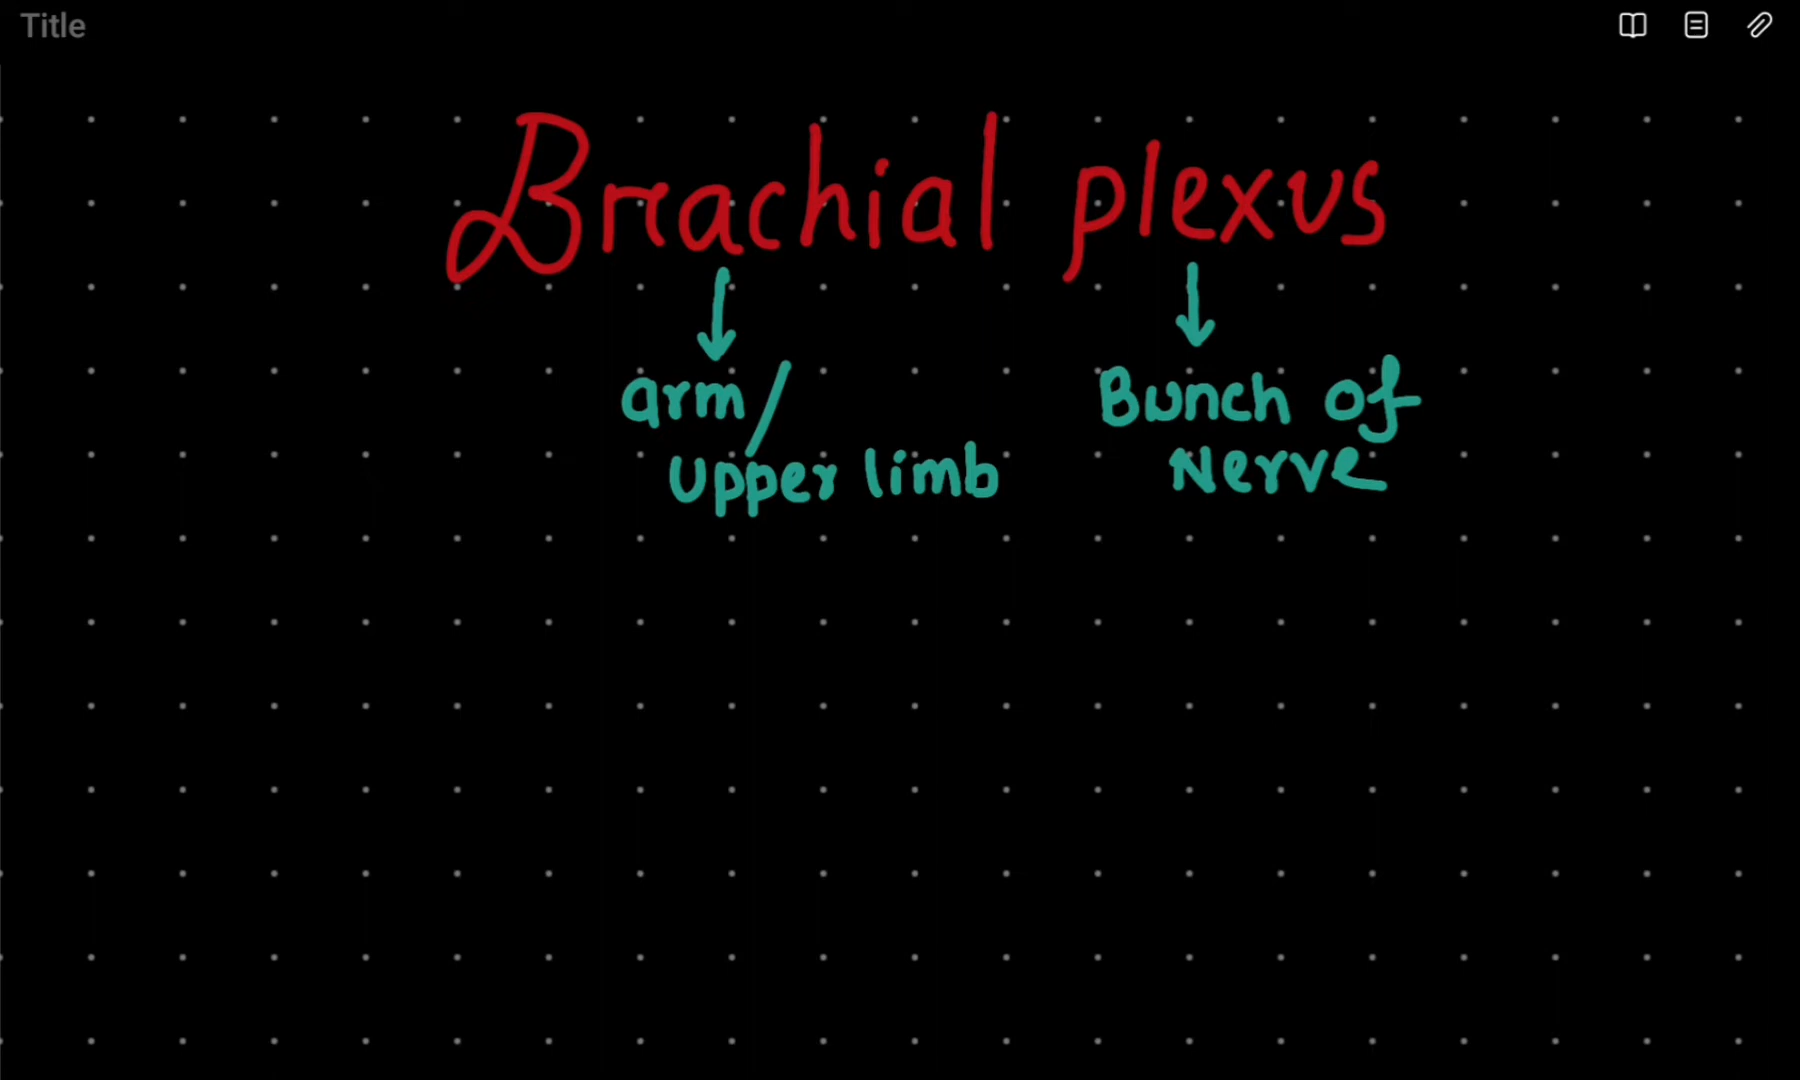 Title
Brachial plexus
arm/
Upper limb
Bunch of
Nerve